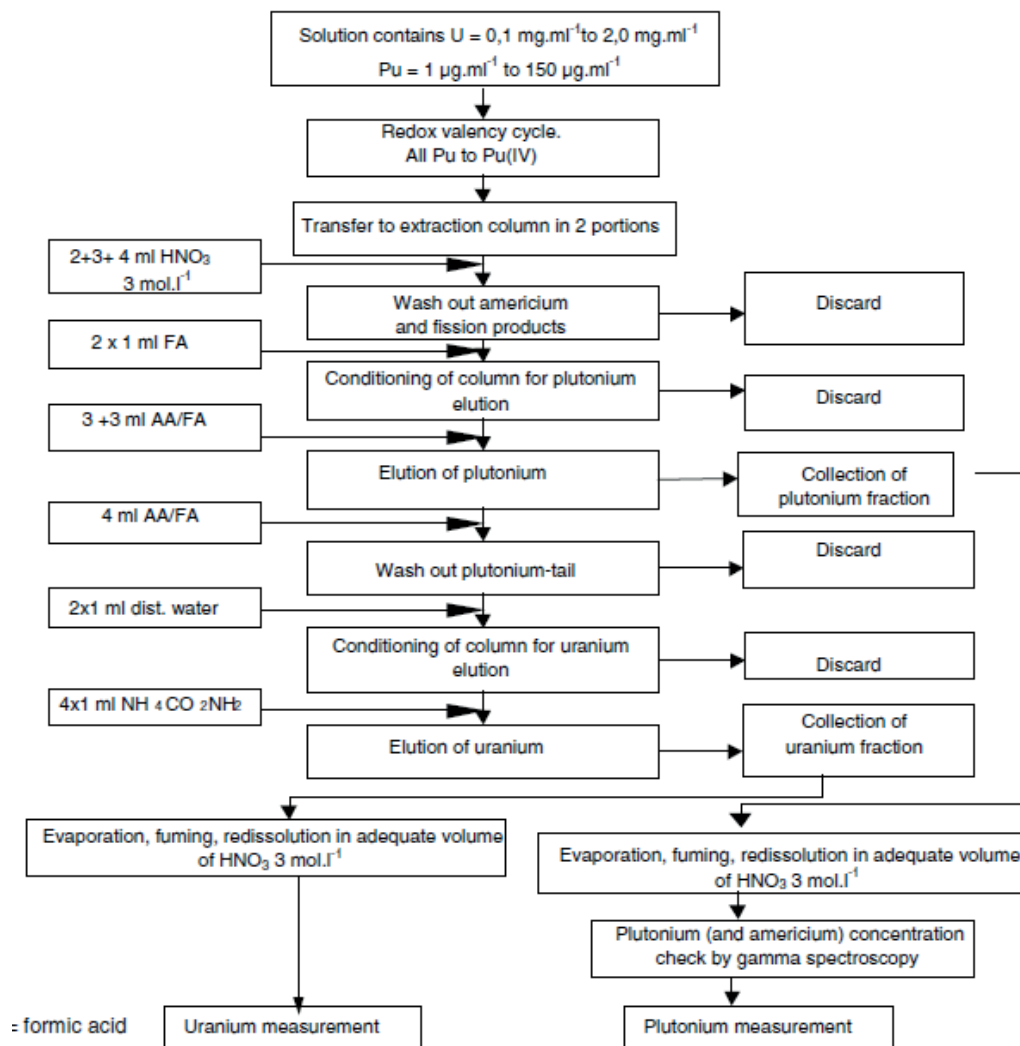 Solution contains U = 0,1 mg.ml⁻¹to 2,0 mg.ml⁻¹
Pu = 1 µg.ml⁻¹ to 150 µg.ml⁻¹
Redox valency cycle.
All Pu to Pu(IV)
Transfer to extraction column in 2 portions
2+3+ 4 ml HNO₃
3 mol.l⁻¹
Wash out americium
and fission products
Discard
2 x 1 ml FA
Conditioning of column for plutonium
elution
Discard
3 +3 ml AA/FA
Elution of plutonium
Collection of
plutonium fraction
4 ml AA/FA
Wash out plutonium-tail
Discard
2x1 ml dist. water
Conditioning of column for uranium
elution
Discard
4x1 ml NH ₄ CO ₂NH₂
Elution of uranium
Collection of
uranium fraction
Evaporation, fuming, redissolution in adequate volume
of HNO₃ 3 mol.l⁻¹
Evaporation, fuming, redissolution in adequate volume
of HNO₃ 3 mol.l⁻¹
Plutonium (and americium) concentration
check by gamma spectroscopy
= formic acid
Uranium measurement
Plutonium measurement